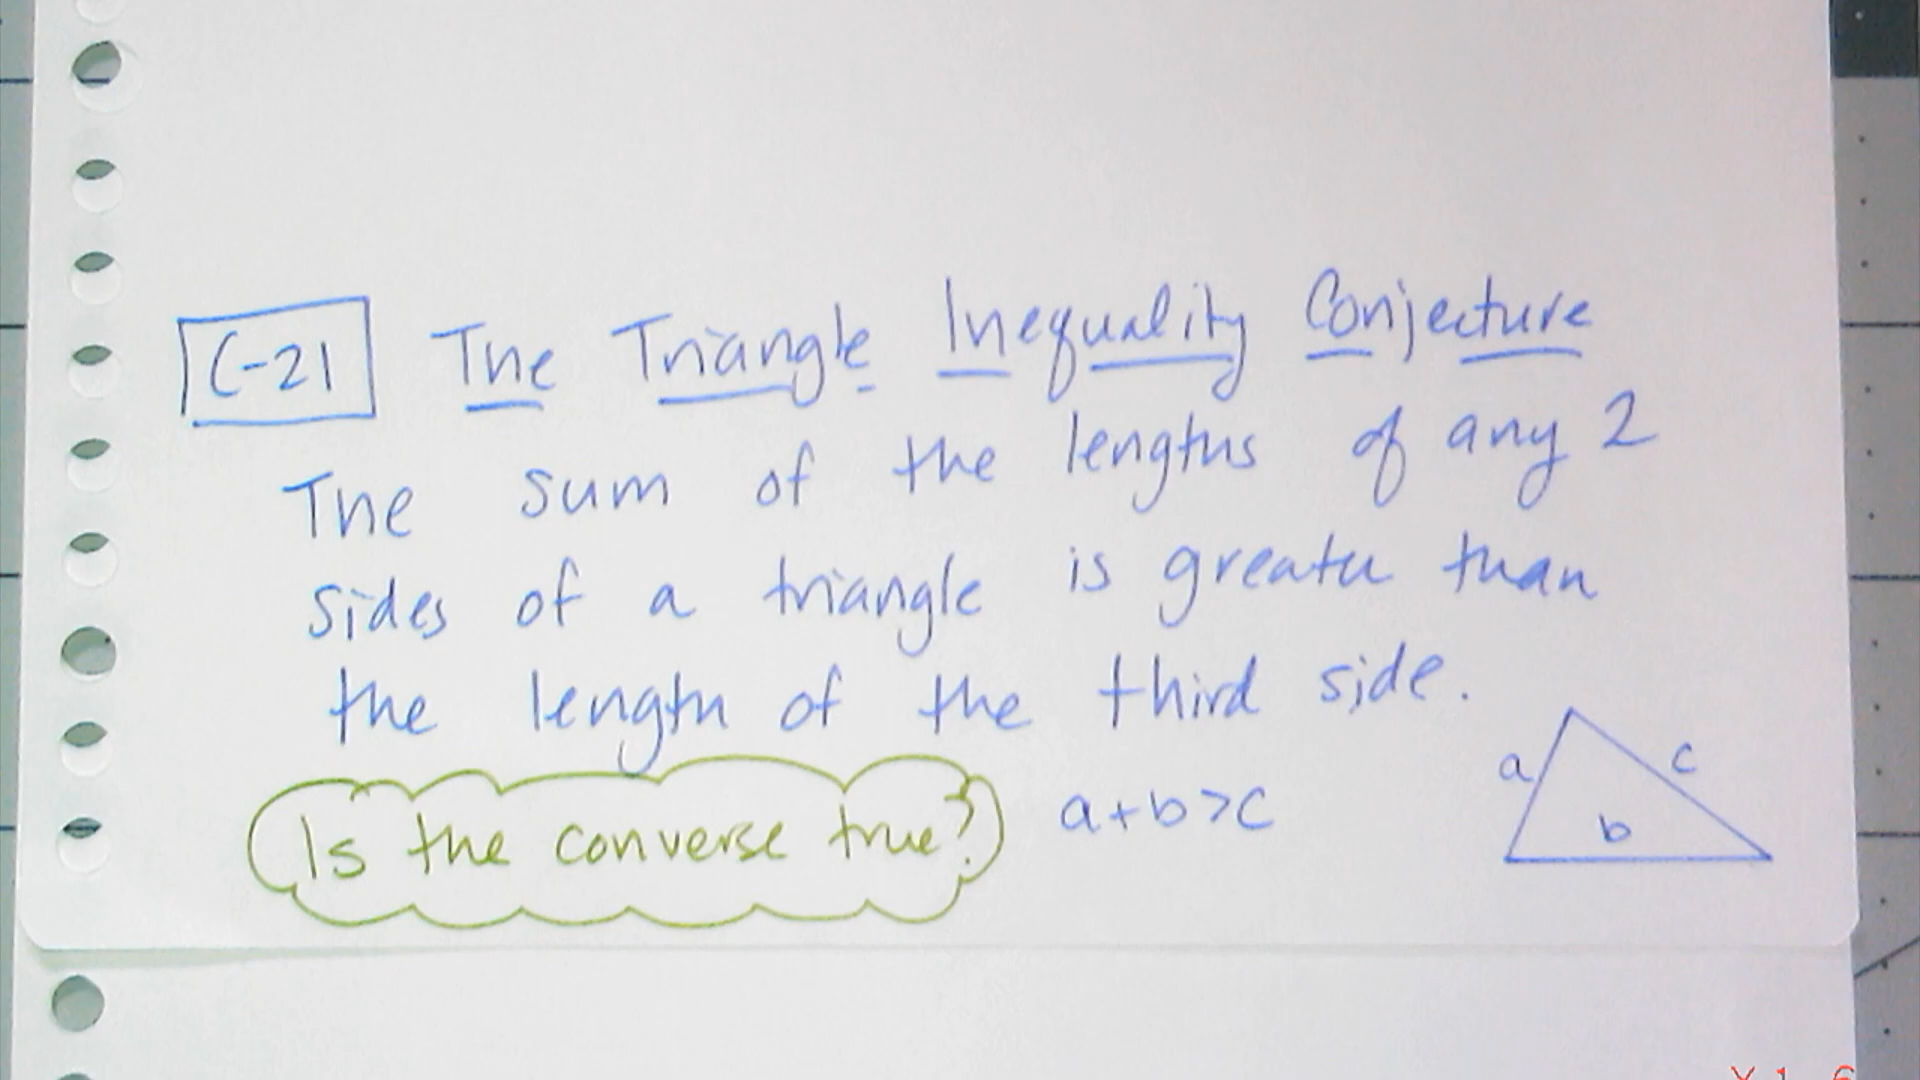 C-21 The Triangle Inequality Conjecture
The sum of the lengths of any 2
sides of a triangle is greater than
the length of the third side.
Is the converse true? a+b>c
a c
b